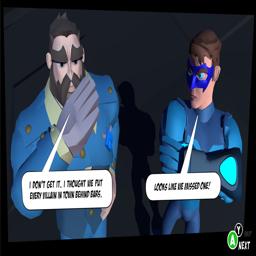 I DON'T GET IT. I THOUGHT WE PUT
EVERY VILLAIN IN TOWN BEHIND BARS.
LOOKS LIKE WE MISSED ONE!
Y
A NEXT